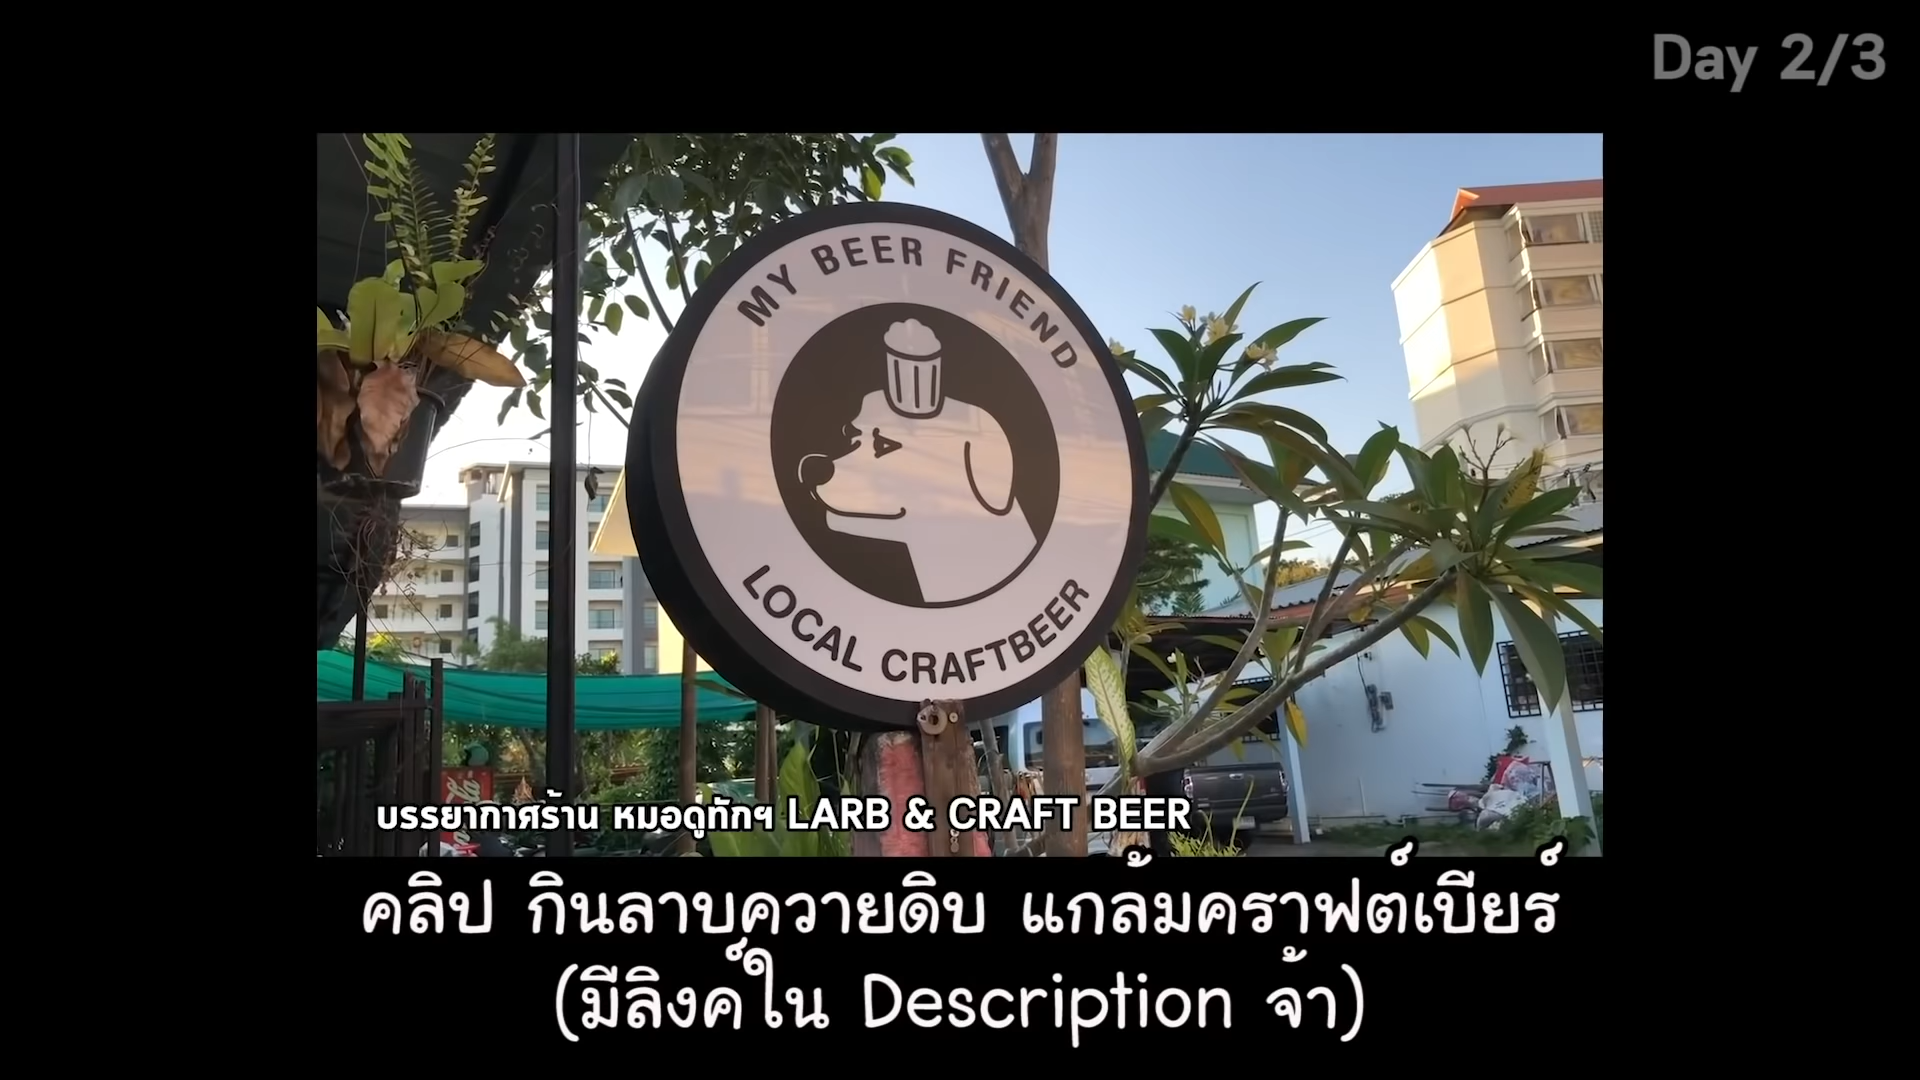 Day 2/3
MY BEER FRIEND
LOCAL CRAFTBEER
บรรยากาศร้าน หมอดูทักฯ LARB & CRAFT BEER
คลิป กินลาบควายดิบ แกล้มคราฟต์เบียร์
(มีลิงค์ใน Description จ้า)